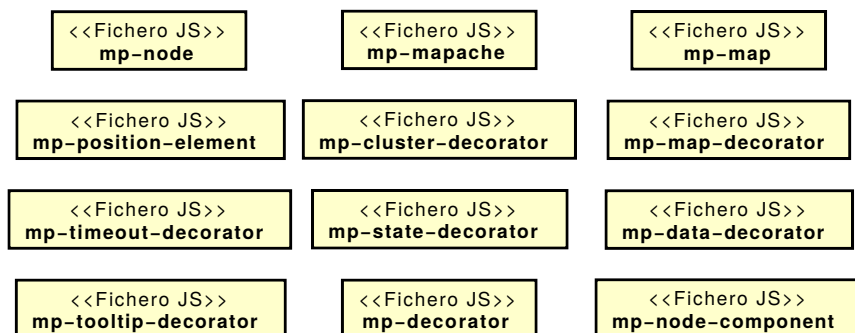 <<Fichero JS>>
mp-node
<<Fichero JS>>
mp-mapache
<<Fichero JS>>
mp-map
<<Fichero JS>>
mp-position-element
<<Fichero JS>>
mp-cluster-decorator
<<Fichero JS>>
mp-map-decorator
<<Fichero JS>>
mp-timeout-decorator
<<Fichero JS>>
mp-state-decorator
<<Fichero JS>>
mp-data-decorator
<<Fichero JS>>
mp-tooltip-decorator
<<Fichero JS>>
mp-decorator
<<Fichero JS>>
mp-node-component